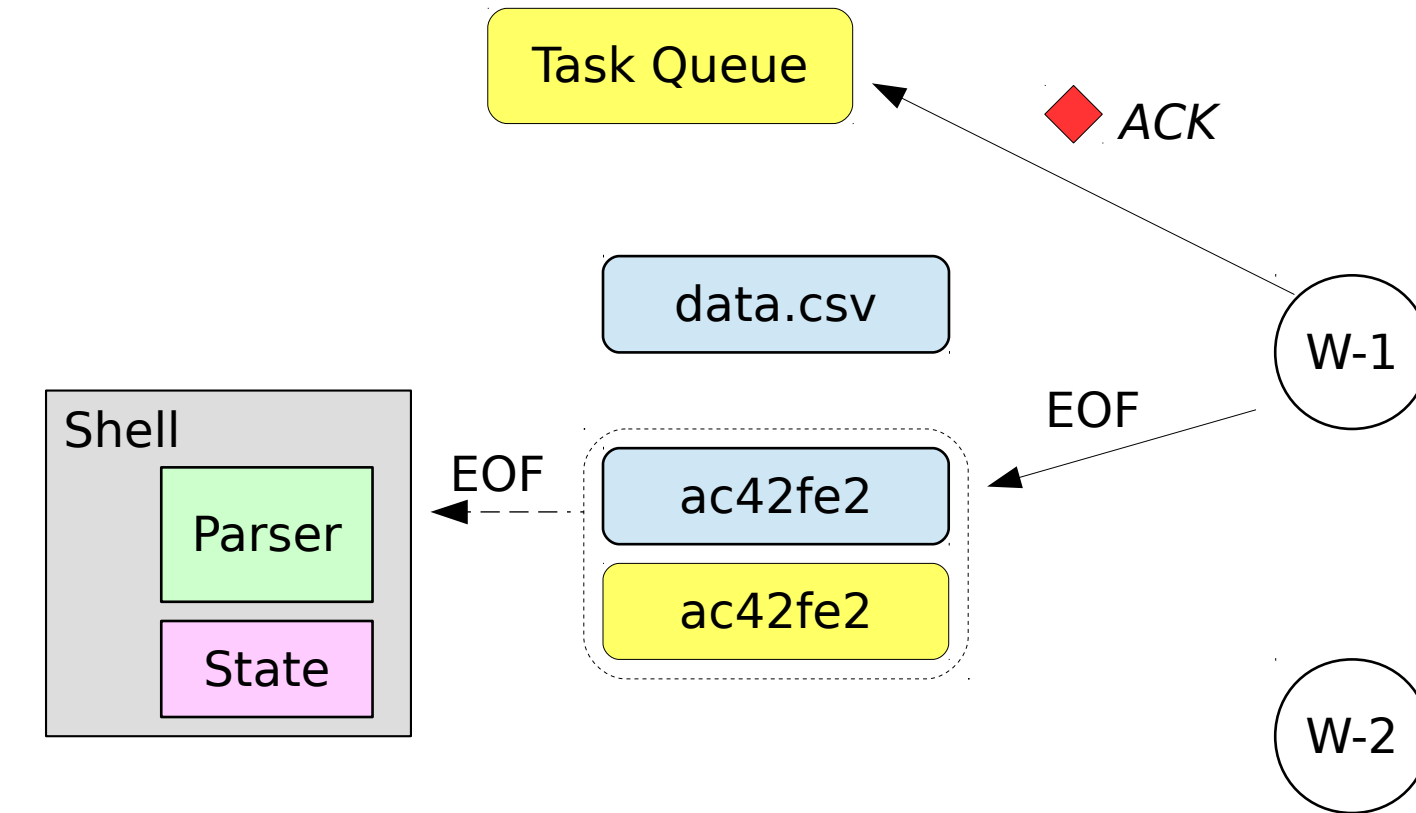 Task Queue
ACK
data.csv
W-1
EOF
Shell
EOF
ac42fe2
Parser
ac42fe2
State
W-2